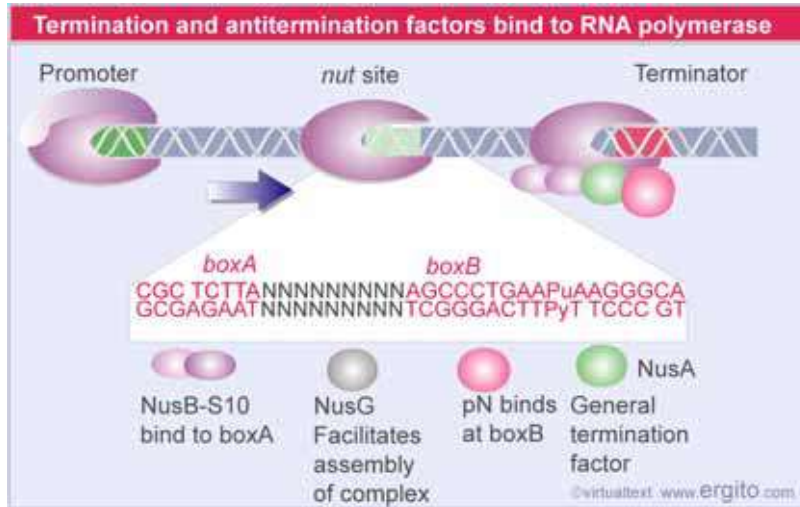 Termination and antitermination factors bind to RNA polymerase
Promoter
nut site
Terminator
boxA
boxB
CGC TCTTANNNNNNNNNAGCCCTGAAPuAAGGGCA
GCGAGAATNNNNNNNNNTCGGGACTTPyT TCCC GT
NusB-S10
bind to boxA
NusG
Facilitates
assembly
of complex
pN binds
at boxB
NusA
General
termination
factor
©virtualtext www.ergito.com